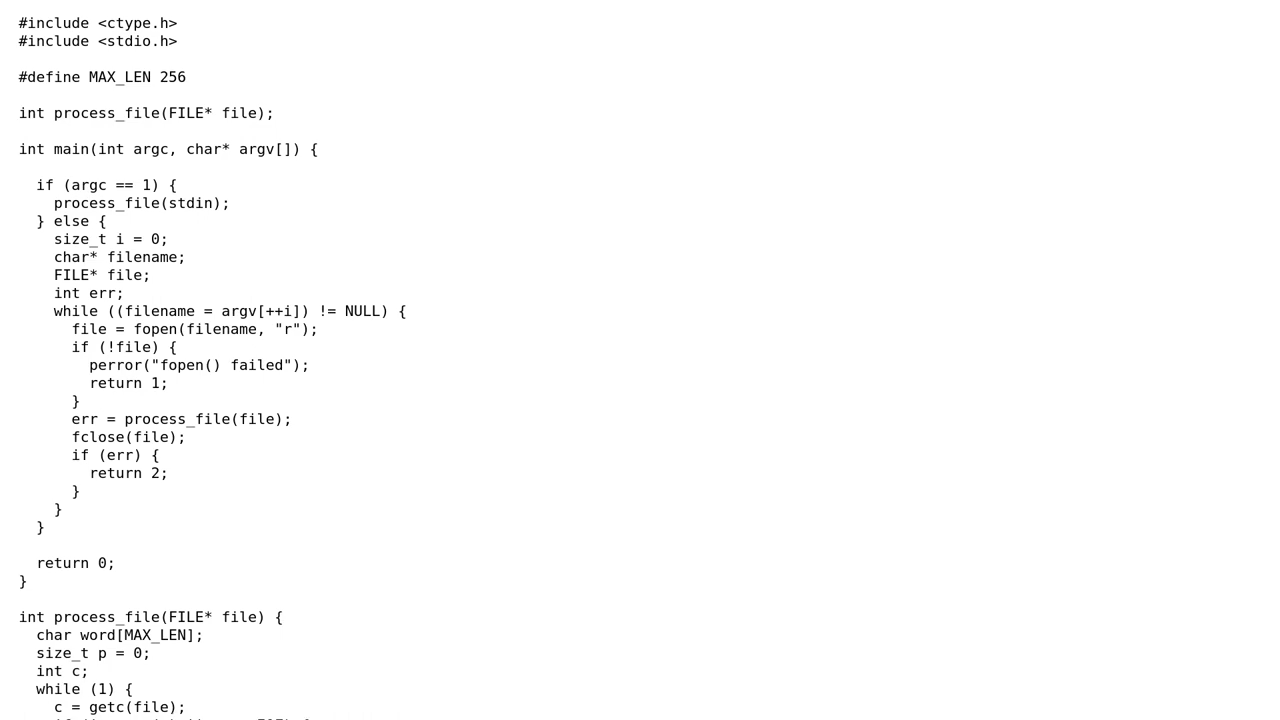 #include <ctype.h>
#include <stdio.h>

#define MAX_LEN 256

int process_file(FILE* file);

int main(int argc, char* argv[]) {

  if (argc == 1) {
    process_file(stdin);
  } else {
    size_t i = 0;
    char* filename;
    FILE* file;
    int err;
    while ((filename = argv[++i]) != NULL) {
      file = fopen(filename, "r");
      if (!file) {
        perror("fopen() failed");
        return 1;
      }
      err = process_file(file);
      fclose(file);
      if (err) {
        return 2;
      }
    }
  }

  return 0;
}

int process_file(FILE* file) {
  char word[MAX_LEN];
  size_t p = 0;
  int c;
  while (1) {
    c = getc(file);